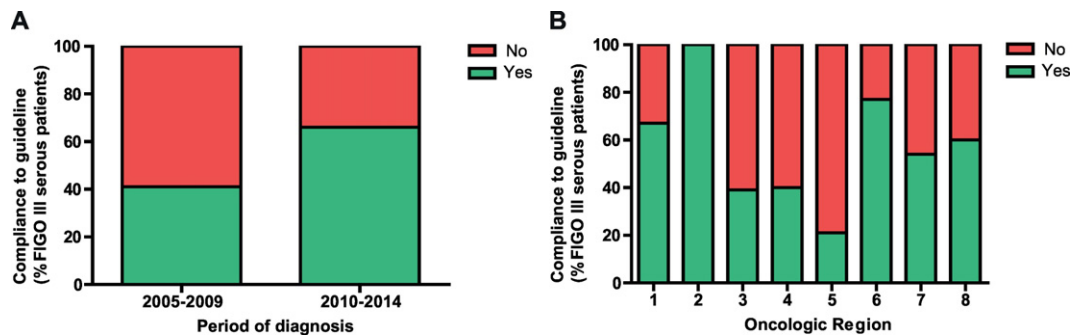 A
Compliance to guideline
(% FIGO III serous patients)
100
80
60
40
20
0
2005-2009 2010-2014
Period of diagnosis
No
Yes
B
Compliance to guideline
(% FIGO III serous patients)
100
80
60
40
20
0
1 2 3 4 5 6 7 8
Oncologic Region
No
Yes